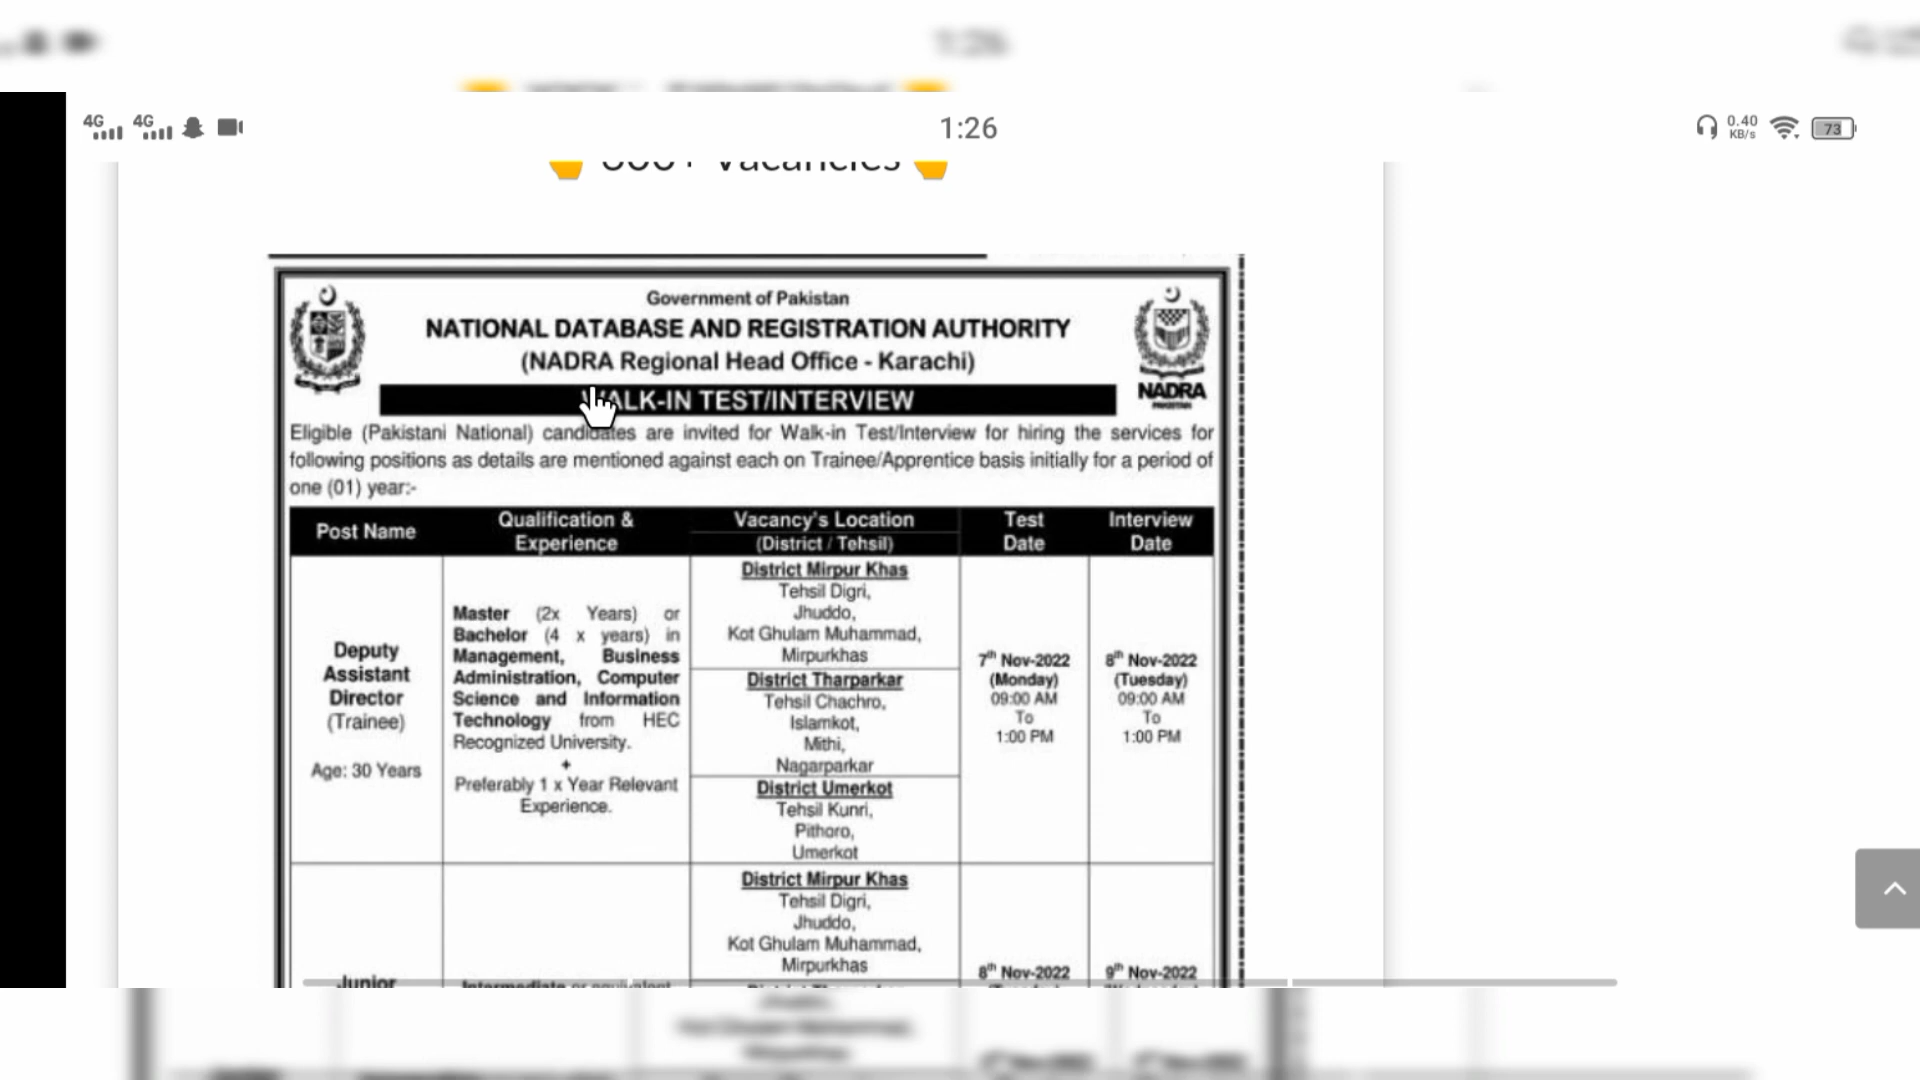 1:26
4G 4G 1:26 0.40 KB/s 73
Vacancies
Government of Pakistan
NATIONAL DATABASE AND REGISTRATION AUTHORITY
(NADRA Regional Head Office - Karachi)
NADRA
PAKISTAN
WALK-IN TEST/INTERVIEW
Eligible (Pakistani National) candidates are invited for Walk-in Test/Interview for hiring the services for
following positions as details are mentioned against each on Trainee/Apprentice basis initially for a period of
one (01) year:-
Post Name
Qualification &
Experience
Vacancy's Location
(District / Tehsil)
Test
Date
Interview
Date
Deputy
Assistant
Director
(Trainee)
Age: 30 Years
Master (2x Years) or
Bachelor (4 x years) in
Management, Business
Administration, Computer
Science and Information
Technology from HEC
Recognized University.
+
Preferably 1 x Year Relevant
Experience.
District Mirpur Khas
Tehsil Digri,
Jhuddo,
Kot Ghulam Muhammad,
Mirpurkhas
District Tharparkar
Tehsil Chachro,
Islamkot,
Mithi,
Nagarparkar
District Umerkot
Tehsil Kunri,
Pithoro,
Umerkot
7th Nov-2022
(Monday)
09:00 AM
To
1:00 PM
8th Nov-2022
(Tuesday)
09:00 AM
To
1:00 PM
Junior
Intermediate or equivalent
District Mirpur Khas
Tehsil Digri,
Jhuddo,
Kot Ghulam Muhammad,
Mirpurkhas
8th Nov-2022
9th Nov-2022